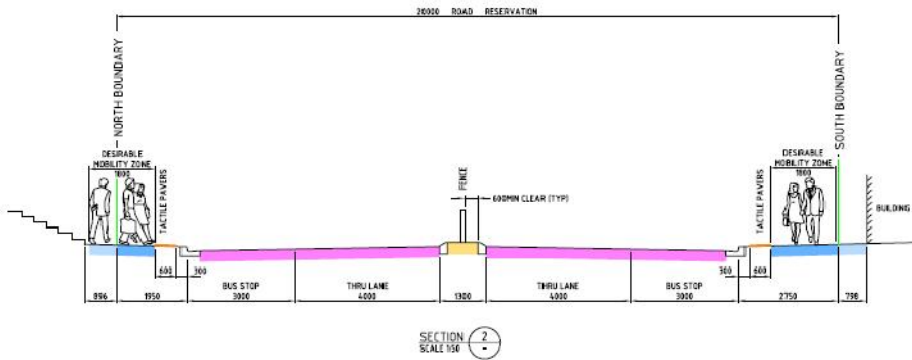 210000 ROAD RESERVATION
NORTH BOUNDARY
SOUTH BOUNDARY
DESIRABLE
MOBILITY ZONE
1800
TACTILE PAVERS
FENCE
600MIN CLEAR (TYP)
TACTILE PAVERS
DESIRABLE
MOBILITY ZONE
1800
BUILDING
600
300
300
600
896
1950
BUS STOP
3000
THRU LANE
4000
1300
THRU LANE
4000
BUS STOP
3000
2750
798
SECTION 2
SCALE 1:50 -